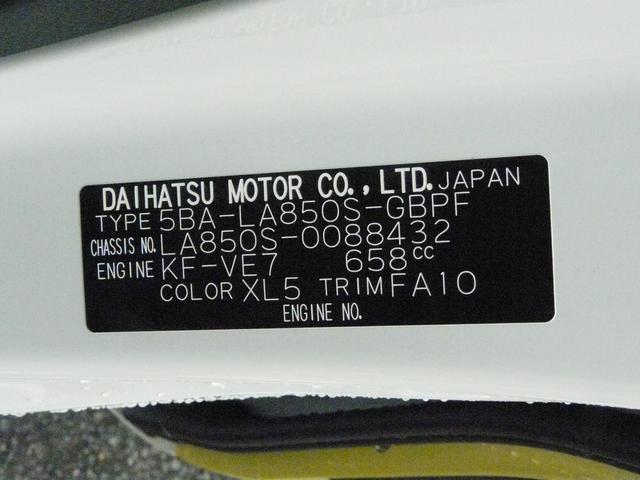 DAIHATSU MOTOR CO., LTD. JAPAN
TYPE 5BA-LA850S-GBPF
CHASSIS NO. LA850S-0088432
ENGINE KF-VE7 658cc
COLOR XL5 TRIM FA10
ENGINE NO.